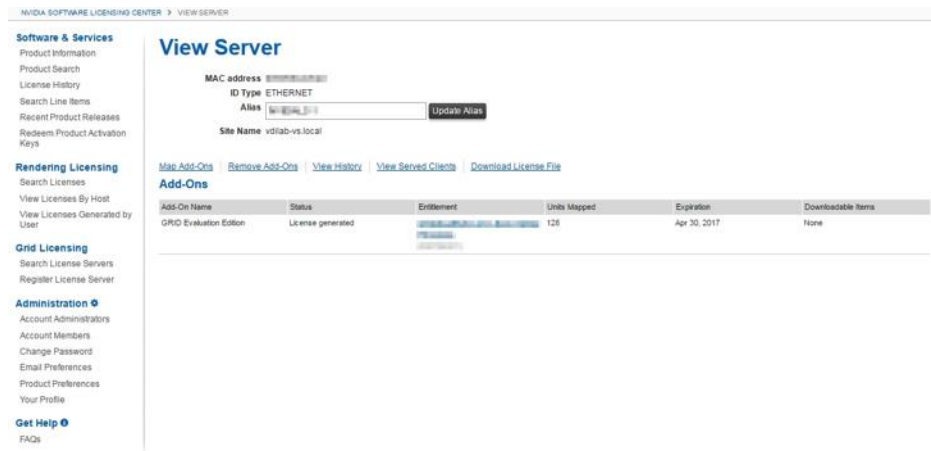 NVIDIA SOFTWARE LICENSING CENTER > VIEW SERVER
Software & Services
Product Information
Product Search
License History
Search Line Items
Recent Product Releases
Redeem Product Activation
Keys
Rendering Licensing
Search Licenses
View Licenses By Host
View Licenses Generated by
User
Grid Licensing
Search License Servers
Register License Server
Administration
Account Administrators
Account Members
Change Password
Email Preferences
Product Preferences
Your Profile
Get Help
FAQs
View Server
MAC address
ID Type ETHERNET
Alias Update Alias
Site Name vdilab-vs.local
Map Add-Ons Remove Add-Ons View History View Served Clients Download License File
Add-Ons
Add-On Name Status Entitlement Units Mapped Expiration Downloadable Items
GRID Evaluation Edition License generated 128 Apr 30, 2017 None